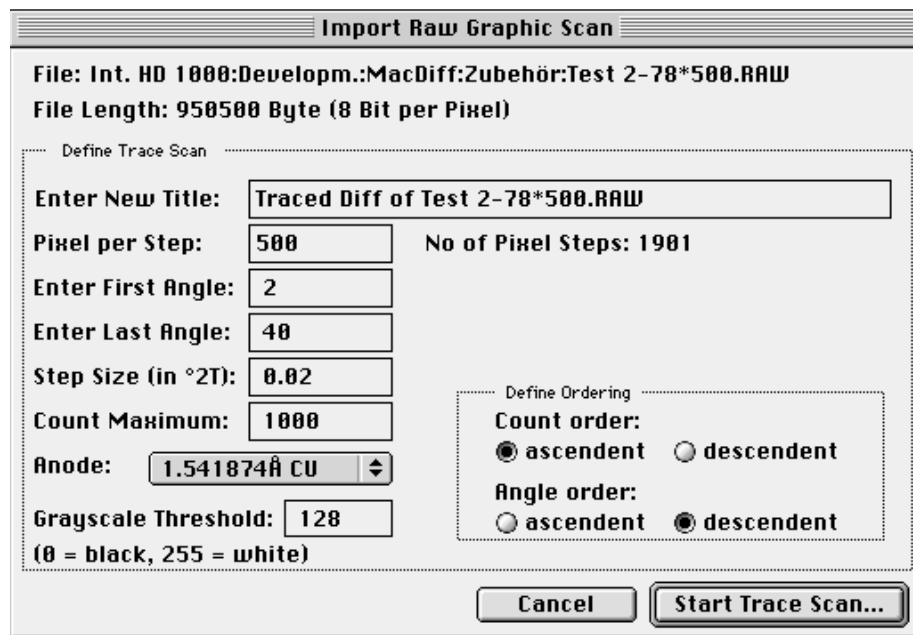 Import Raw Graphic Scan
File: Int. HD 1000:Developm.:MacDiff:Zubehör:Test 2-78*500.RAW
File Length: 950500 Byte (8 Bit per Pixel)
Define Trace Scan
Enter New Title: Traced Diff of Test 2-78*500.RAW
Pixel per Step: 500 No of Pixel Steps: 1901
Enter First Angle: 2
Enter Last Angle: 40
Step Size (in °2T): 0.02
Count Maximum: 1000
Anode: 1.541874Å CU
Grayscale Threshold: 128
(0 = black, 255 = white)
Define Ordering
Count order:
ascendent descendent
Angle order:
ascendent descendent
Cancel Start Trace Scan...